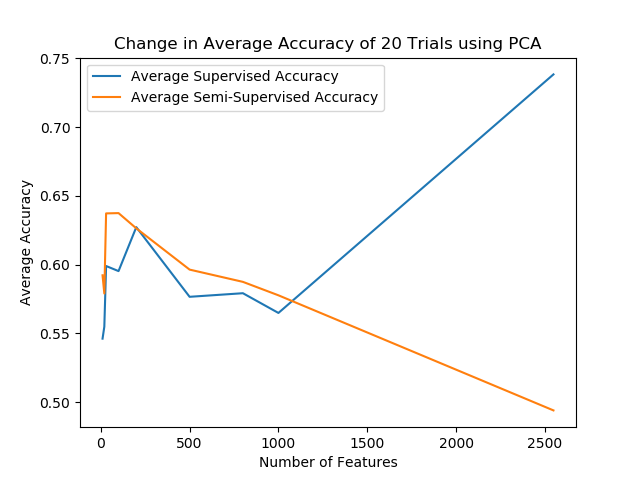 Change in Average Accuracy of 20 Trials using PCA
Average Supervised Accuracy
Average Semi-Supervised Accuracy
Average Accuracy
0.75
0.70
0.65
0.60
0.55
0.50
0 500 1000 1500 2000 2500
Number of Features